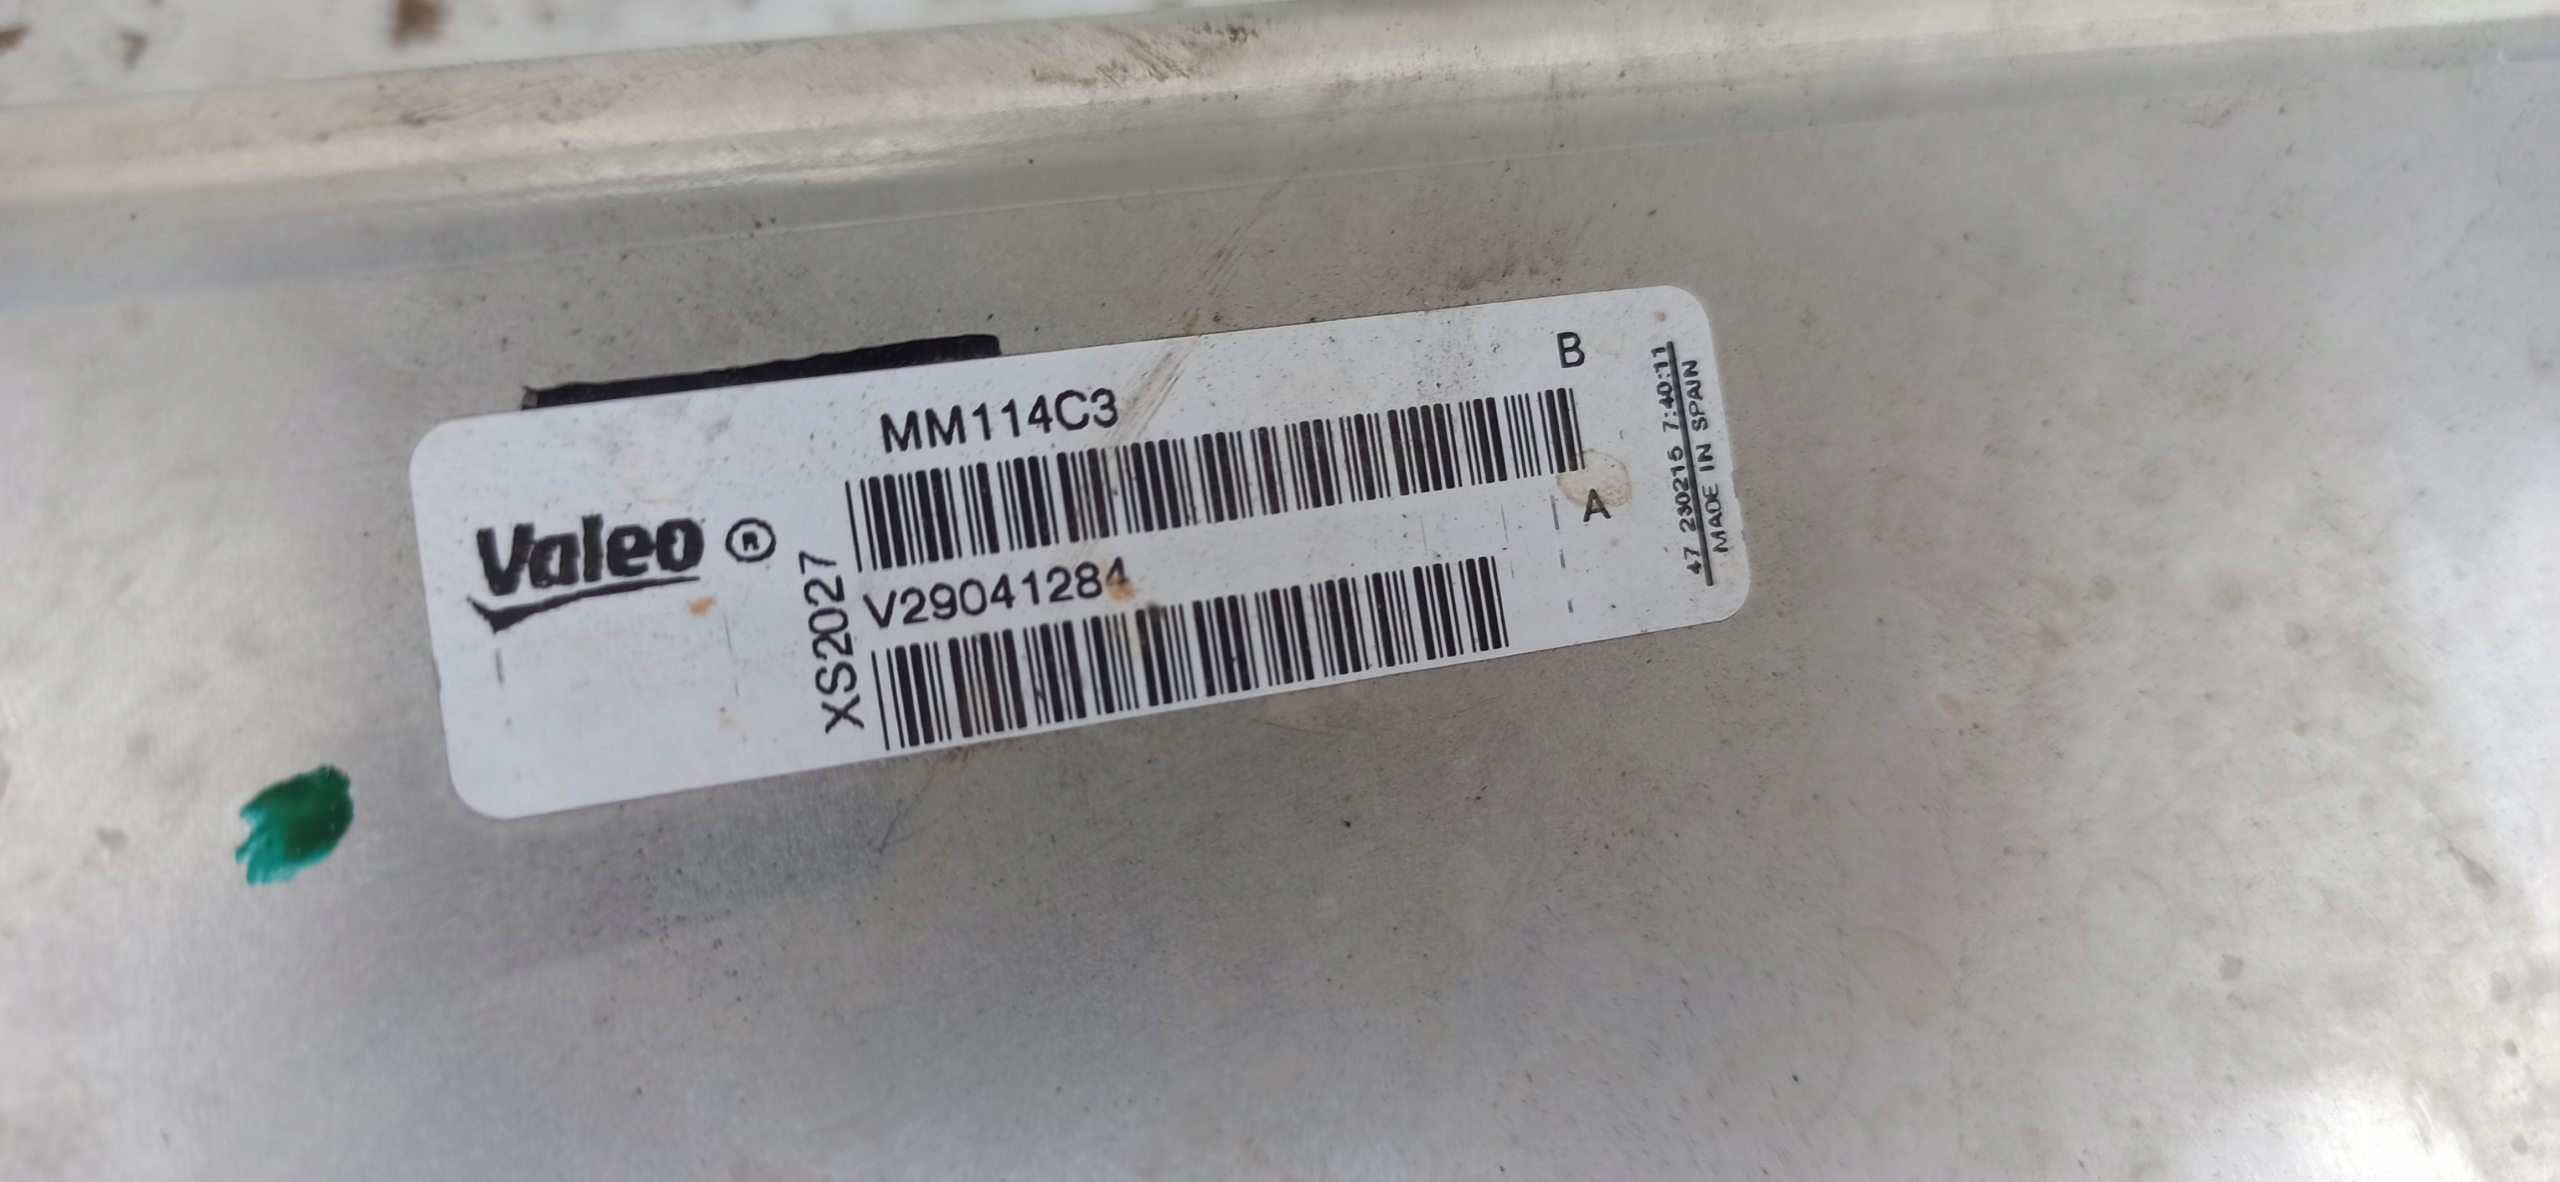 MM114C3
B
Valeo ®
XS2027
V29041284
A
47 230215 7:40:11
MADE IN SPAIN